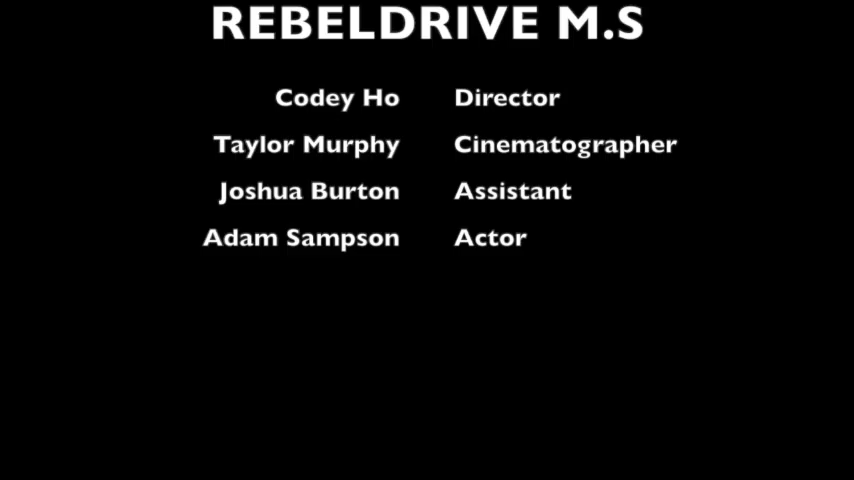 REBELDRIVE M.S
Codey Ho Director
Taylor Murphy Cinematographer
Joshua Burton Assistant
Adam Sampson Actor